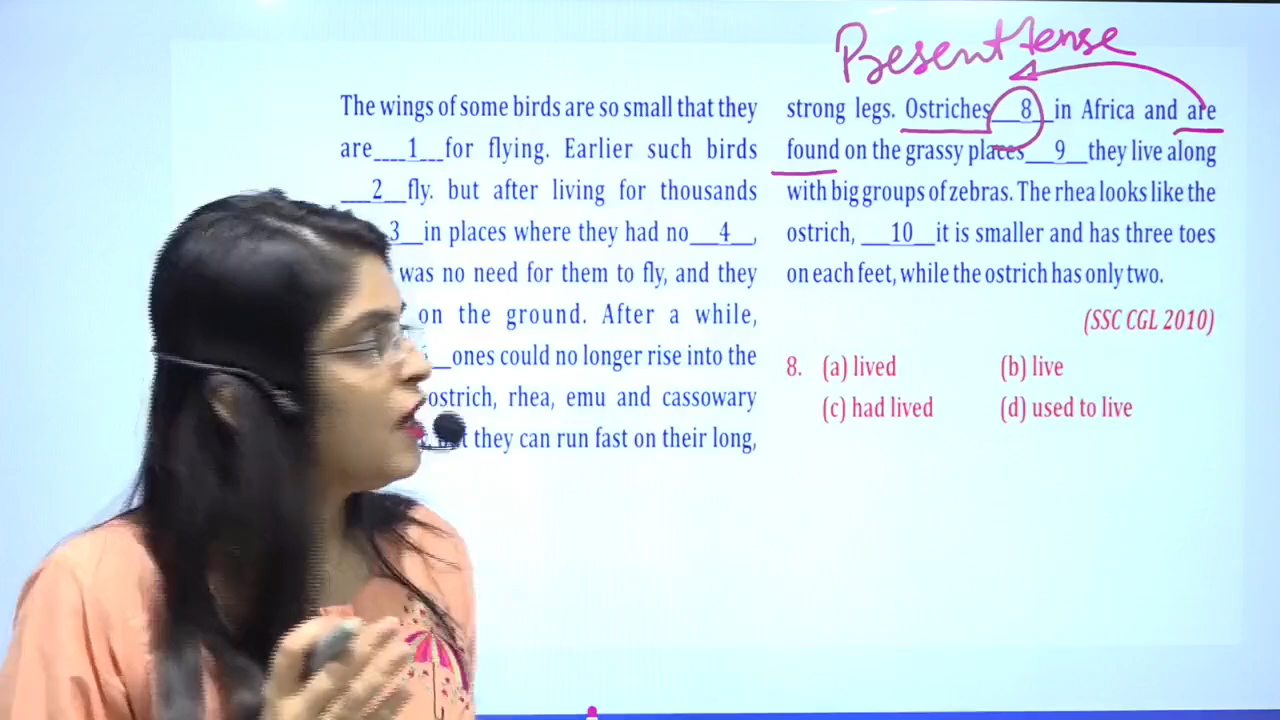 Present tense
The wings of some birds are so small that they
are____1___for flying. Earlier such birds
___2__fly. but after living for thousands
3__in places where they had no__4__,
was no need for them to fly, and they
on the ground. After a while,
__ones could no longer rise into the
ostrich, rhea, emu and cassowary
they can run fast on their long,
strong legs. Ostriches__8__in Africa and are
found on the grassy places__9__they live along
with big groups of zebras. The rhea looks like the
ostrich, __10__it is smaller and has three toes
on each feet, while the ostrich has only two.
(SSC CGL 2010)
8. (a) lived (b) live
(c) had lived (d) used to live